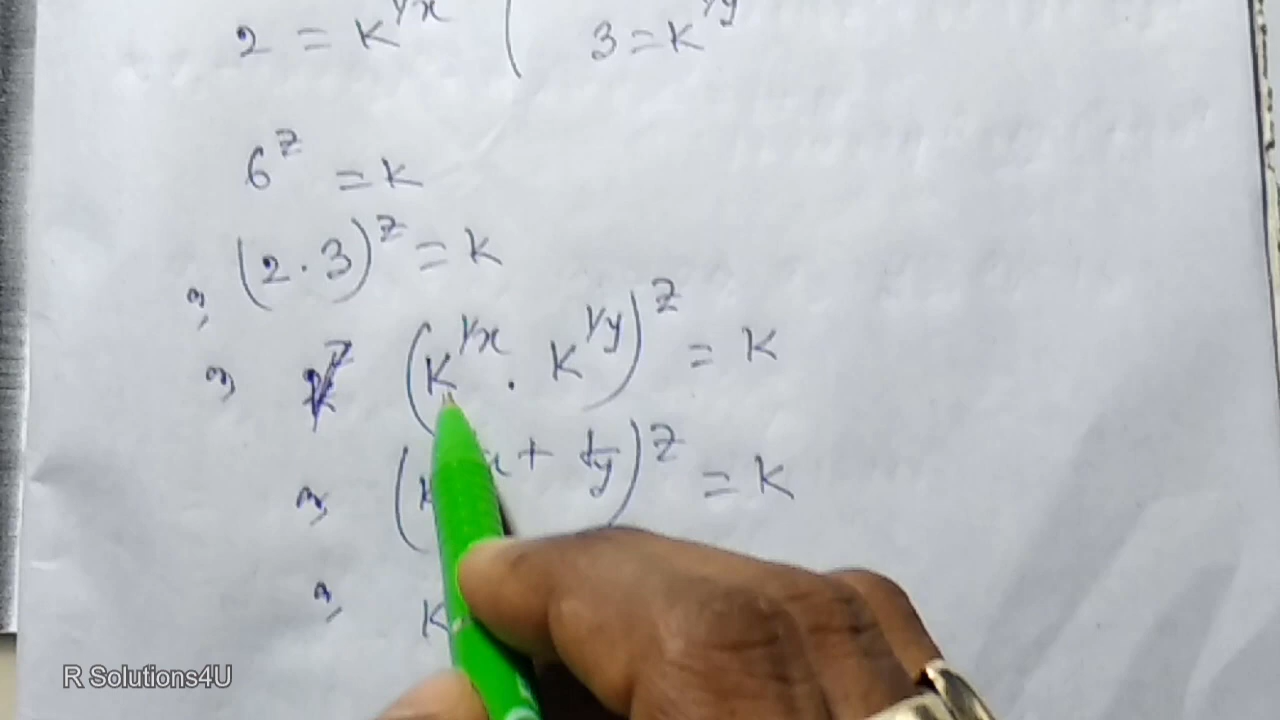 2 = K^1/x ( 3 = K^1/y
6^z = K
(2 · 3)^z = K
(K^1/x · K^1/y)^z = K
( + 1/y)^z = K
K
R Solutions4U